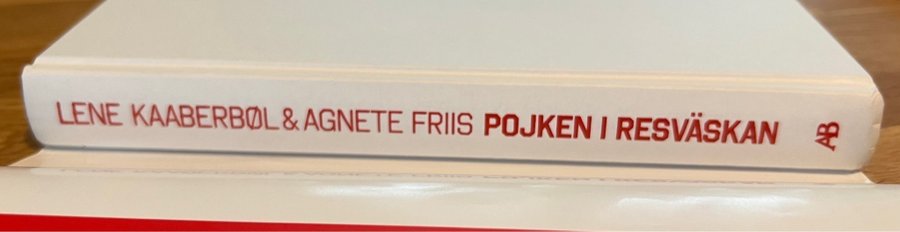 LENE KAABERBØL & AGNETE FRIIS POJKEN I RESVÄSKAN AB